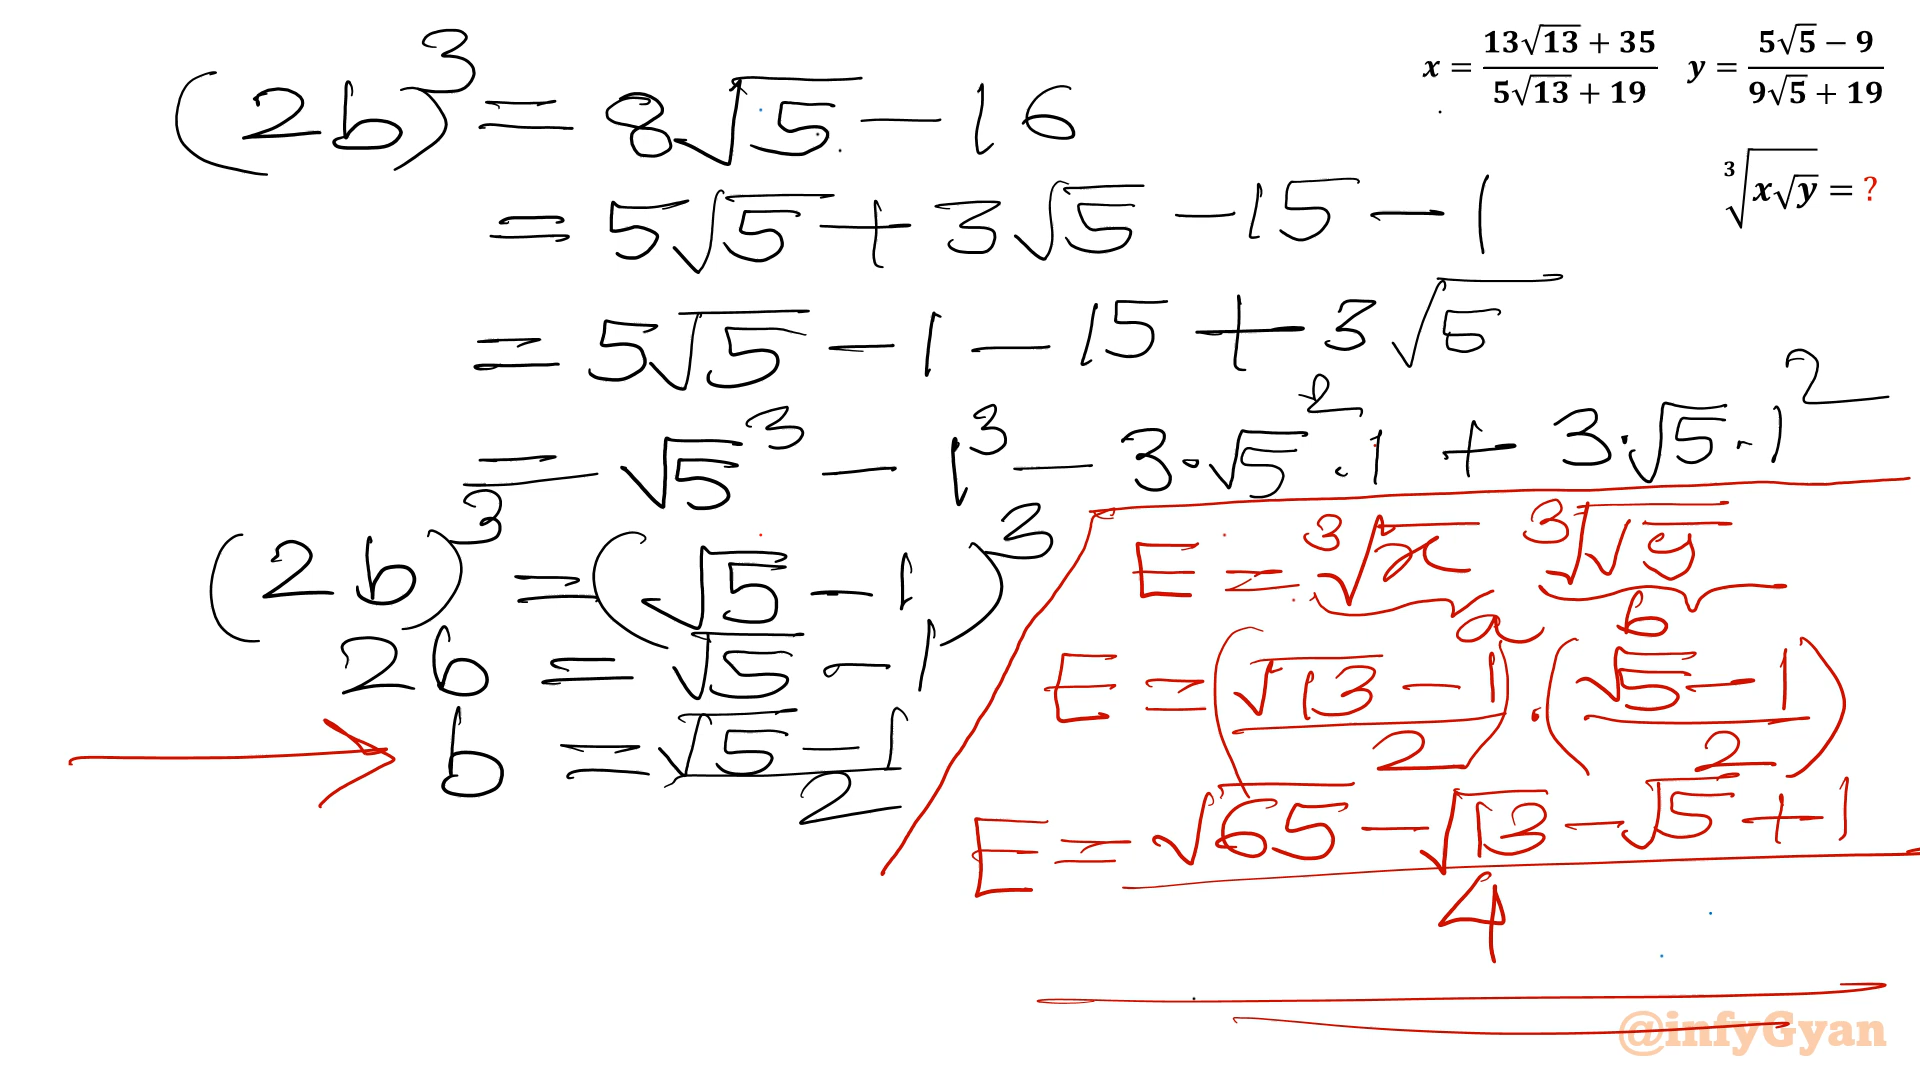 x = (13√13 + 35)/(5√13 + 19) y = (5√5 − 9)/(9√5 + 19)
∛(x√y) = ?
(2b)³ = 8√5 − 16
= 5√5 + 3√5 − 15 − 1
= 5√5 − 1 − 15 + 3√5
= √5³ − 1³ − 3·√5²·1 + 3·√5·1²
(2b)³ = (√5 − 1)³
2b = √5 − 1
b = (√5 − 1)/2
E = ∛x ∛√y
a b
E = ((√13 − 1)/2)·((√5 − 1)/2)
E = (√65 − √13 − √5 + 1)/4
@infyGyan